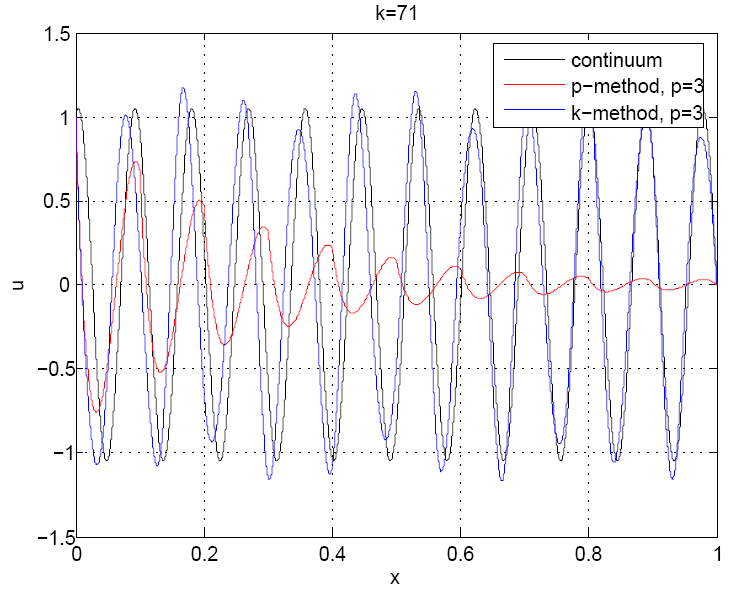 k=71
1.5
1
0.5
0
−0.5
−1
−1.5
u
continuum
p−method, p=3
k−method, p=3
0
0.2
0.4
0.6
0.8
1
x